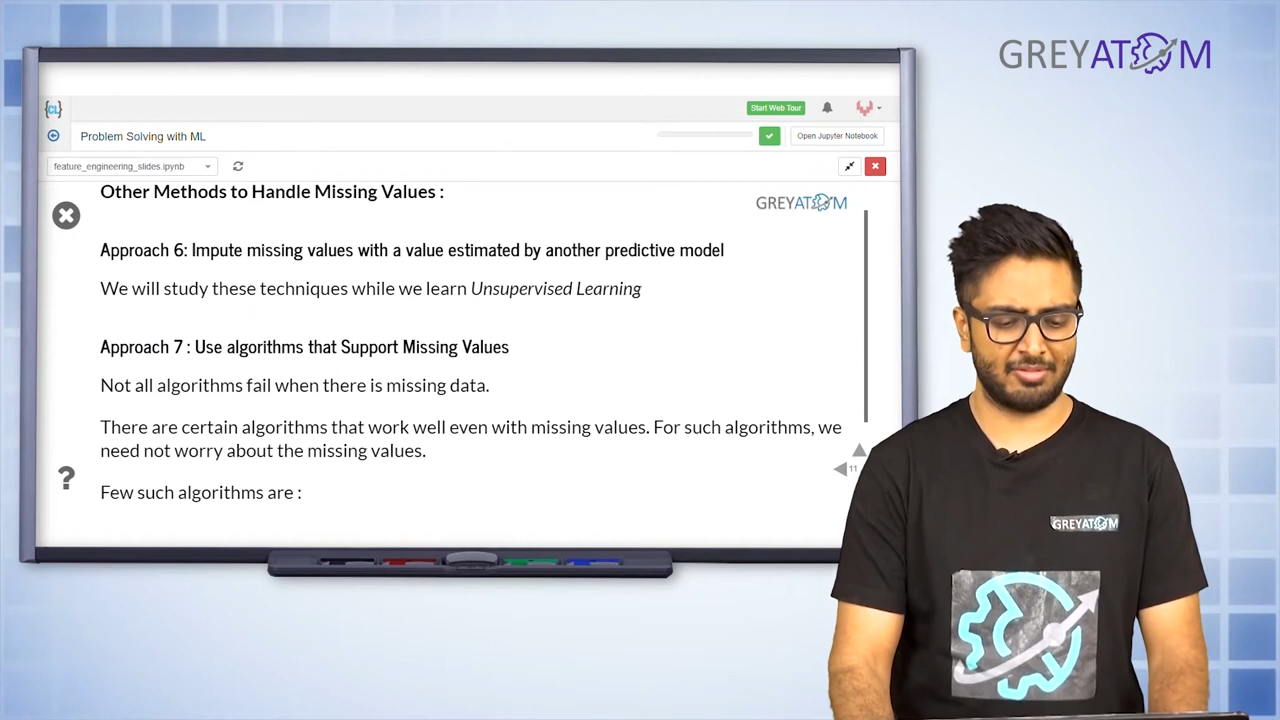 GREYATOM
{CL}
Start Web Tour
Problem Solving with ML
Open Jupyter Notebook
feature_engineering_slides.ipynb
Other Methods to Handle Missing Values :
GREYATOM
Approach 6: Impute missing values with a value estimated by another predictive model
We will study these techniques while we learn Unsupervised Learning
Approach 7 : Use algorithms that Support Missing Values
Not all algorithms fail when there is missing data.
There are certain algorithms that work well even with missing values. For such algorithms, we
need not worry about the missing values.
11
?
Few such algorithms are :
GREYATOM